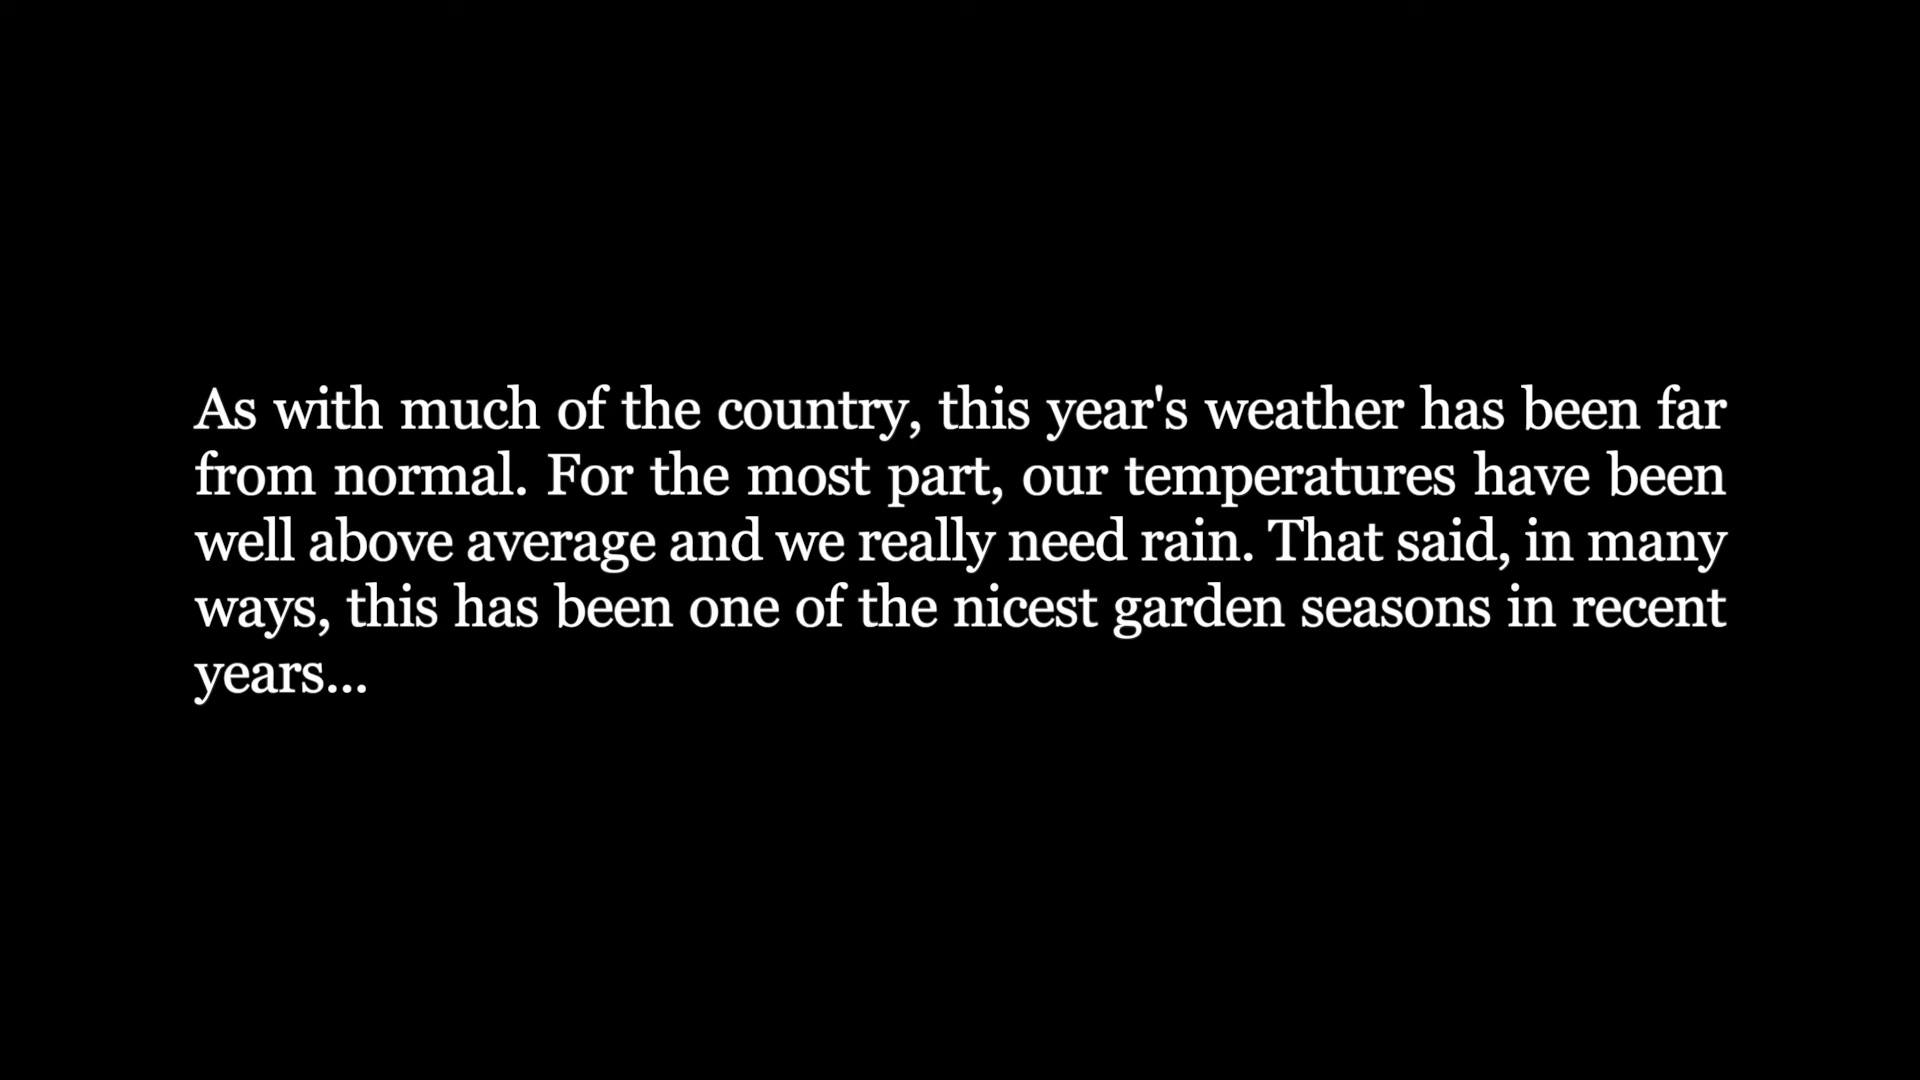 As with much of the country, this year's weather has been far
from normal. For the most part, our temperatures have been
well above average and we really need rain. That said, in many
ways, this has been one of the nicest garden seasons in recent
years...